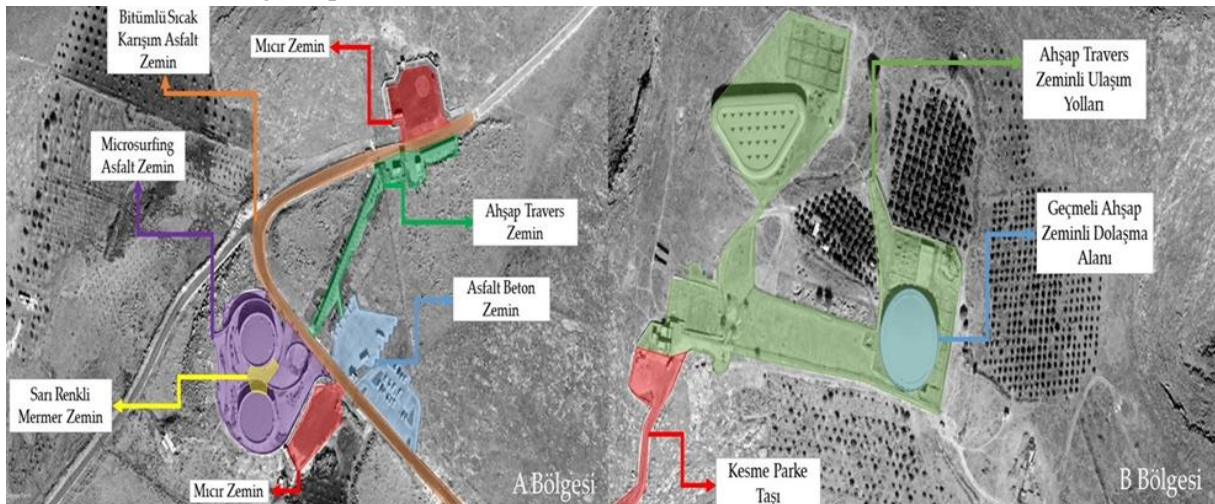 Bitümlü Sıcak
Karışım Asfalt
Zemin
Mıcır Zemin
Microsurfing
Asfalt Zemin
Ahşap Travers
Zemin
Asfalt Beton
Zemin
Sarı Renkli
Mermer Zemin
Mıcır Zemin
A Bölgesi
Ahşap Travers
Zeminli Ulaşım
Yolları
Geçmeli Ahşap
Zeminli Dolaşma
Alanı
Kesme Parke
Taşı
B Bölgesi